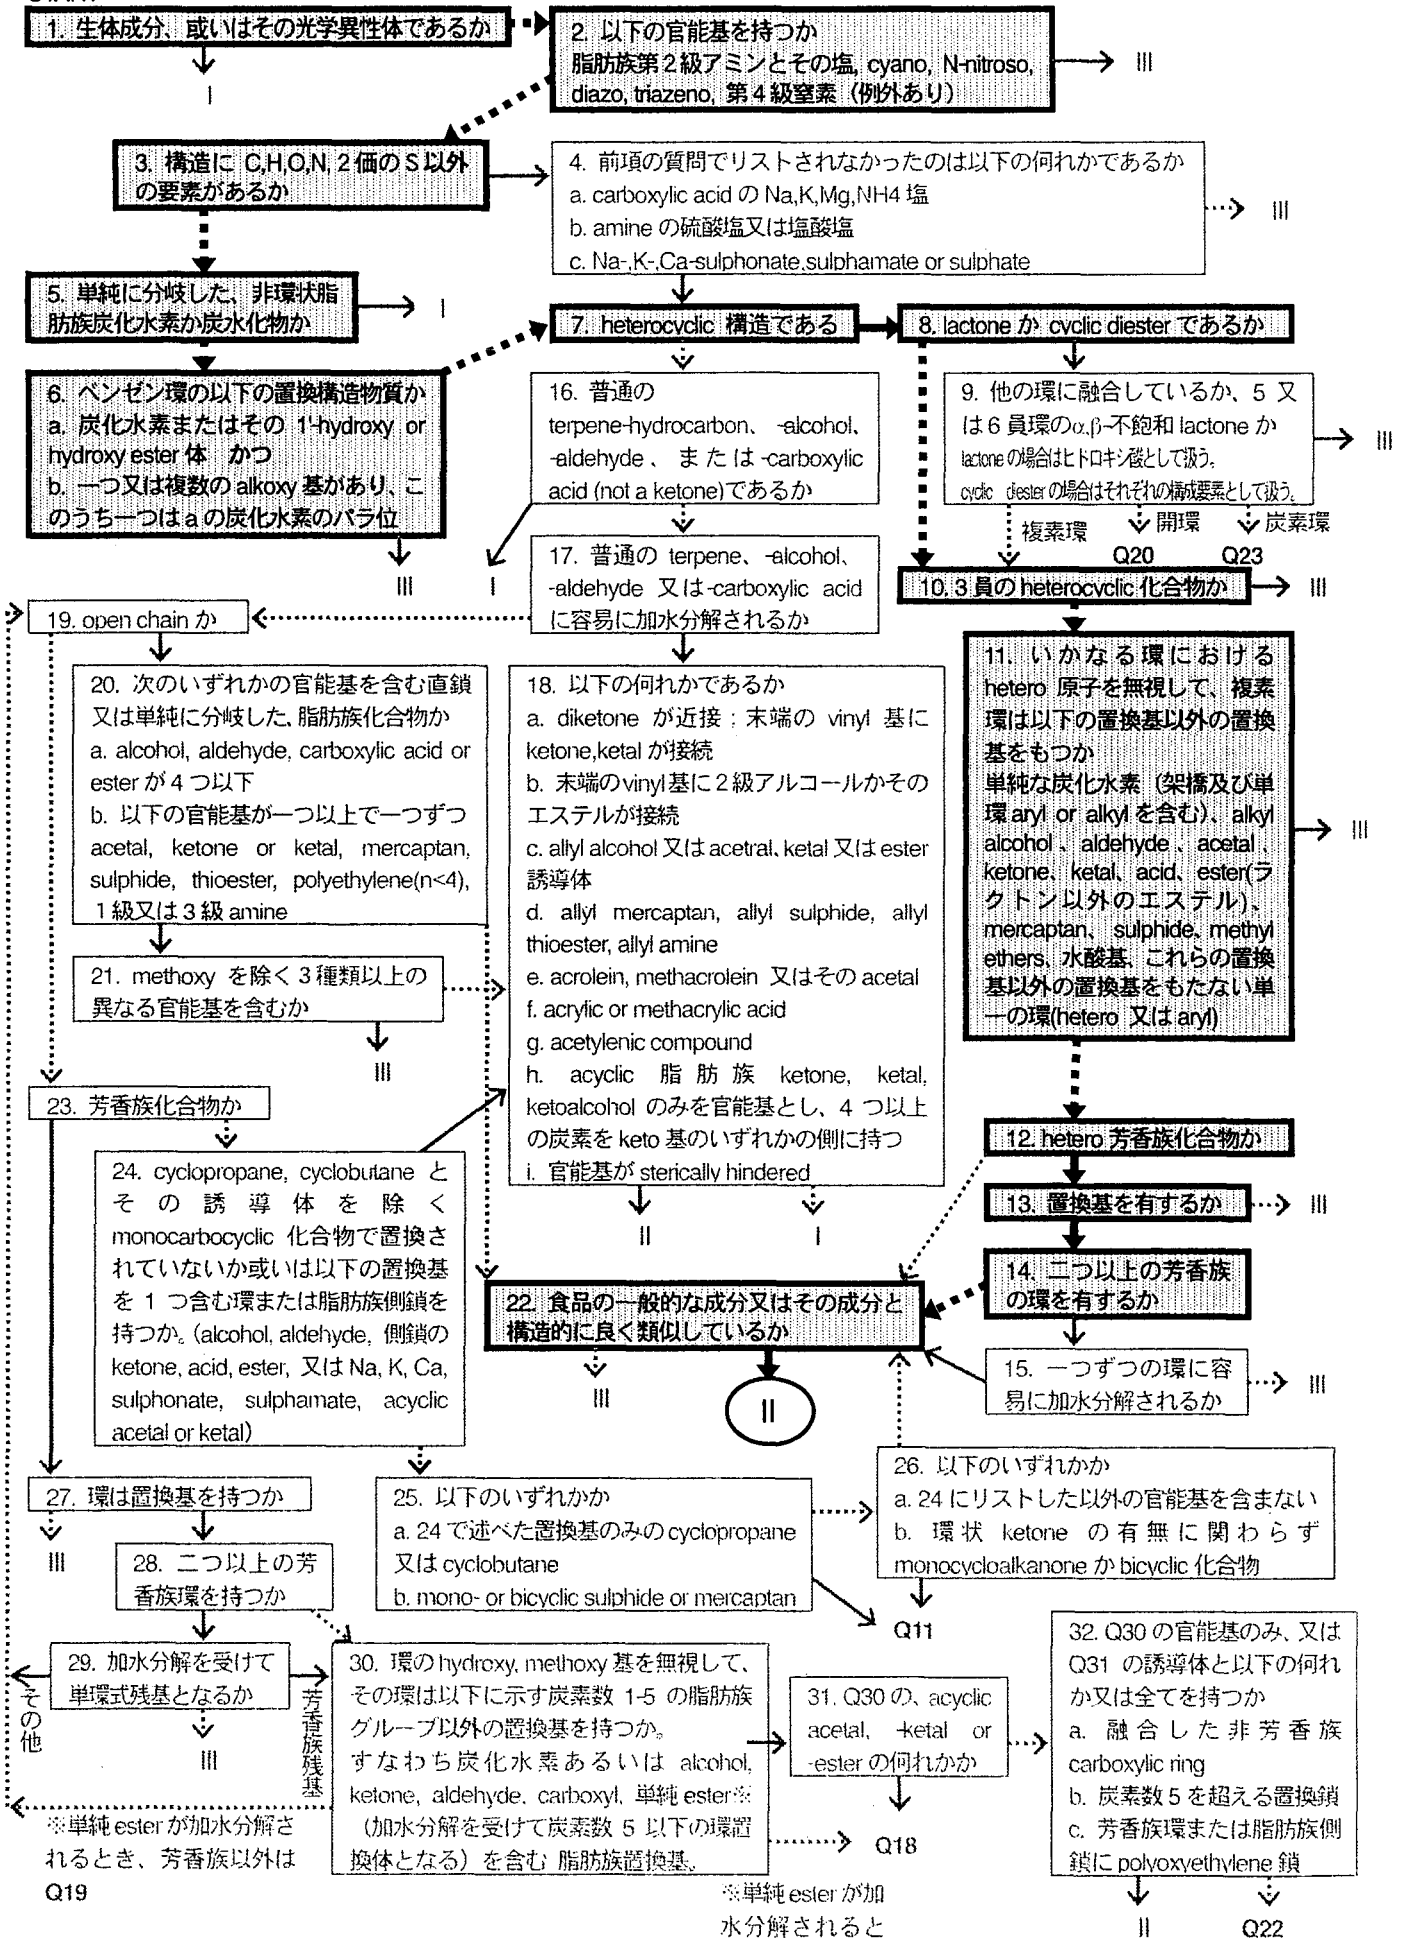 1. 生体成分、或いはその光学異性体であるか
I
2. 以下の官能基を持つか
脂肪族第２級アミンとその塩, cyano, N-nitroso,
diazo, triazeno, 第４級窒素（例外あり）
III
3. 構造に C,H,O,N, 2 価の S 以外
の要素があるか
4. 前項の質問でリストされなかったのは以下の何れかであるか
a. carboxylic acid の Na,K,Mg,NH4 塩
b. amine の硫酸塩又は塩酸塩
c. Na-,K-,Ca-sulphonate,sulphamate or sulphate
III
5. 単純に分岐した、非環状脂
肪族炭化水素か炭水化物か
I
6. ベンゼン環の以下の置換構造物質か
a. 炭化水素またはその 1'-hydroxy or
hydroxy ester 体　かつ
b. 一つ又は複数の alkoxy 基があり、こ
のうち一つは a の炭化水素のパラ位
III
7. heterocyclic 構造である
8. lactone か cyclic diester であるか
9. 他の環に融合しているか、5 又
は 6 員環のα,β-不飽和 lactone か
lactone の場合はヒドロキシ酸として扱う。
cyclic diester の場合はそれぞれの構成要素として扱う。
III
複素環
開環
炭素環
Q20
Q23
10. 3 員の heterocyclic 化合物か
III
11. いかなる環における
hetero 原子を無視して、複素
環は以下の置換基以外の置換
基をもつか
単純な炭化水素（架橋及び単
環 aryl or alkyl を含む）、alkyl
alcohol 、aldehyde 、acetal 、
ketone、ketal、acid、ester(ラ
クトン以外のエステル)、
mercaptan、 sulphide、methyl
ethers、水酸基、これらの置換
基以外の置換基をもたない単
一の環(hetero 又は aryl)
III
12. hetero 芳香族化合物か
13. 置換基を有するか
III
14. 二つ以上の芳香族
の環を有するか
15. 一つずつの環に容
易に加水分解されるか
III
16. 普通の
terpene-hydrocarbon、 -alcohol、
-aldehyde 、または -carboxylic
acid (not a ketone)であるか
I
17. 普通の terpene、-alcohol、
-aldehyde 又は-carboxylic acid
に容易に加水分解されるか
18. 以下の何れかであるか
a. diketone が近接：末端の vinyl 基に
ketone,ketal が接続
b. 末端のvinyl基に２級アルコールかその
エステルが接続
c. allyl alcohol 又は acetral、ketal 又は ester
誘導体
d. allyl mercaptan, allyl sulphide, allyl
thioester, allyl amine
e. acrolein, methacrolein 又はその acetal
f. acrylic or methacrylic acid
g. acetylenic compound
h. acyclic 脂肪族 ketone, ketal,
ketoalcohol のみを官能基とし、4 つ以上
の炭素を keto 基のいずれかの側に持つ
i. 官能基が sterically hindered
II
I
19. open chain か
20. 次のいずれかの官能基を含む直鎖
又は単純に分岐した、脂肪族化合物か
a. alcohol, aldehyde, carboxylic acid or
ester が 4 つ以下
b. 以下の官能基が一つ以上で一つずつ
acetal, ketone or ketal, mercaptan,
sulphide, thioester, polyethylene(n<4),
１級又は３級 amine
21. methoxy を除く３種類以上の
異なる官能基を含むか
III
22. 食品の一般的な成分又はその成分と
構造的に良く類似しているか
III
II
23. 芳香族化合物か
24. cyclopropane, cyclobutane と
その誘導体を除く
monocarbocyclic 化合物で置換さ
れていないか或いは以下の置換基
を 1 つ含む環または脂肪族側鎖を
持つか。(alcohol, aldehyde, 側鎖の
ketone, acid, ester, 又は Na, K, Ca,
sulphonate, sulphamate, acyclic
acetal or ketal）
25. 以下のいずれかか
a. 24 で述べた置換基のみの cyclopropane
又は cyclobutane
b. mono- or bicyclic sulphide or mercaptan
Q11
26. 以下のいずれかか
a. 24 にリストした以外の官能基を含まない
b. 環状 ketone の有無に関わらず
monocycloalkanone か bicyclic 化合物
27. 環は置換基を持つか
III
28. 二つ以上の芳
香族環を持つか
29. 加水分解を受けて
単環式残基となるか
その他
芳香族残基
III
30. 環の hydroxy, methoxy 基を無視して、
その環は以下に示す炭素数 1-5 の脂肪族
グループ以外の置換基を持つか。
すなわち炭化水素あるいは alcohol,
ketone, aldehyde, carboxyl, 単純 ester※
（加水分解を受けて炭素数 5 以下の環置
換体となる）を含む 脂肪族置換基。
31. Q30 の、acyclic
acetal, -ketal or
-ester の何れかか
Q18
32. Q30 の官能基のみ、又は
Q31 の誘導体と以下の何れ
か又は全てを持つか
a. 融合した非芳香族
carboxylic ring
b. 炭素数 5 を超える置換鎖
c. 芳香族環または脂肪族側
鎖に polyoxyethylene 鎖
II
Q22
※単純 ester が加水分解さ
れるとき、芳香族以外は
Q19
※単純 ester が加
水分解されると